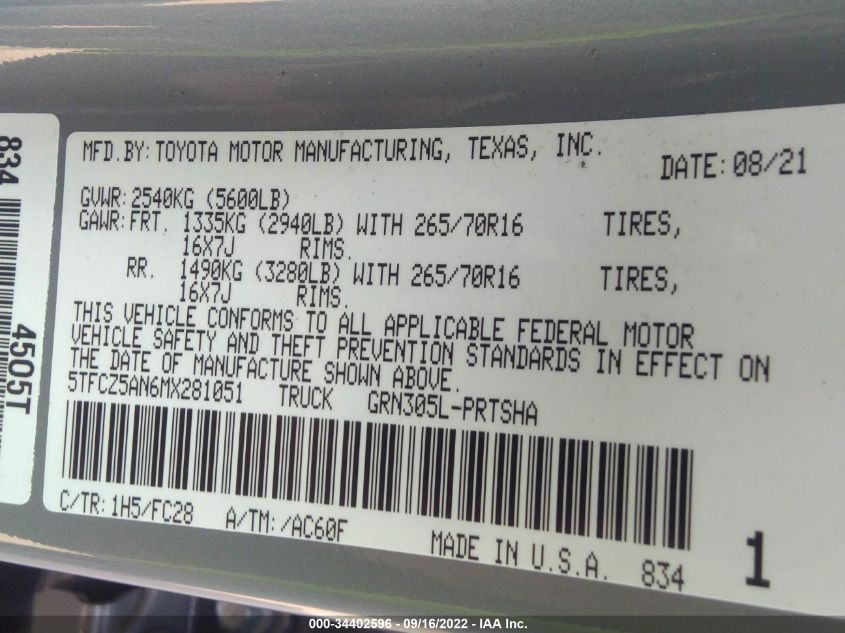 834
4505T
MFD.BY: TOYOTA MOTOR MANUFACTURING, TEXAS, INC. DATE: 08/21
GVWR: 2540KG (5600LB)
GAWR: FRT. 1335KG (2940LB) WITH 265/70R16 TIRES,
16X7J RIMS.
RR. 1490KG (3280LB) WITH 265/70R16 TIRES,
16X7J RIMS.
THIS VEHICLE CONFORMS TO ALL APPLICABLE FEDERAL MOTOR
VEHICLE SAFETY AND THEFT PREVENTION STANDARDS IN EFFECT ON
THE DATE OF MANUFACTURE SHOWN ABOVE.
5TFCZ5AN6MX281051 TRUCK GRN305L-PRTSHA
C/TR: 1H5/FC28 A/TM: /AC60F MADE IN U.S.A. 834 1
000-34402596 - 09/16/2022 - IAA Inc.